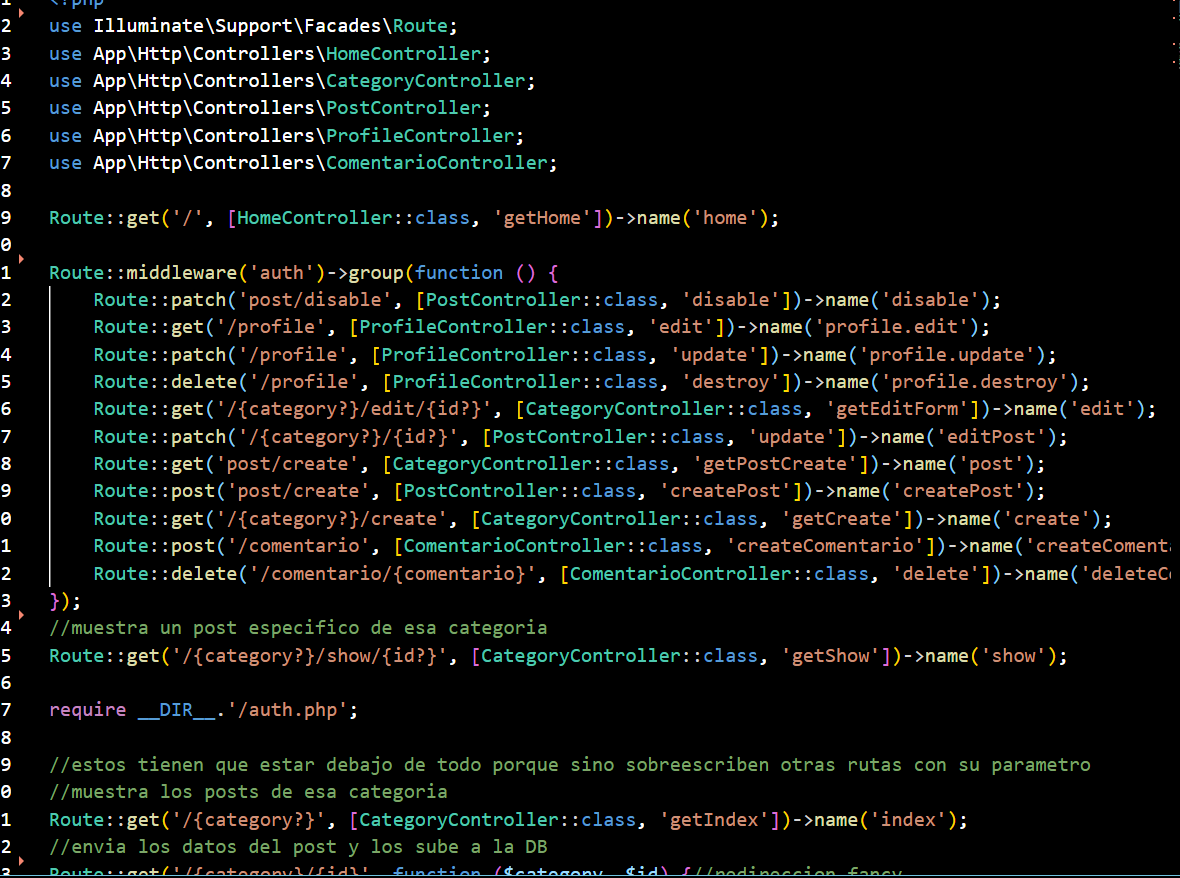 1 <?php
2 use Illuminate\Support\Facades\Route;
3 use App\Http\Controllers\HomeController;
4 use App\Http\Controllers\CategoryController;
5 use App\Http\Controllers\PostController;
6 use App\Http\Controllers\ProfileController;
7 use App\Http\Controllers\ComentarioController;
8
9 Route::get('/', [HomeController::class, 'getHome'])->name('home');
0
1 Route::middleware('auth')->group(function () {
2     Route::patch('post/disable', [PostController::class, 'disable'])->name('disable');
3     Route::get('/profile', [ProfileController::class, 'edit'])->name('profile.edit');
4     Route::patch('/profile', [ProfileController::class, 'update'])->name('profile.update');
5     Route::delete('/profile', [ProfileController::class, 'destroy'])->name('profile.destroy');
6     Route::get('/{category?}/edit/{id?}', [CategoryController::class, 'getEditForm'])->name('edit');
7     Route::patch('/{category?}/{id?}', [PostController::class, 'update'])->name('editPost');
8     Route::get('post/create', [CategoryController::class, 'getPostCreate'])->name('post');
9     Route::post('post/create', [PostController::class, 'createPost'])->name('createPost');
0     Route::get('/{category?}/create', [CategoryController::class, 'getCreate'])->name('create');
1     Route::post('/comentario', [ComentarioController::class, 'createComentario'])->name('createComenta
2     Route::delete('/comentario/{comentario}', [ComentarioController::class, 'delete'])->name('deleteCo
3 });
4 //muestra un post especifico de esa categoria
5 Route::get('/{category?}/show/{id?}', [CategoryController::class, 'getShow'])->name('show');
6
7 require __DIR__.'/auth.php';
8
9 //estos tienen que estar debajo de todo porque sino sobreescriben otras rutas con su parametro
0 //muestra los posts de esa categoria
1 Route::get('/{category?}', [CategoryController::class, 'getIndex'])->name('index');
2 //envia los datos del post y los sube a la DB
3 Route::get('/{category}/{id}', function ($category, $id) {//redireccion fancy